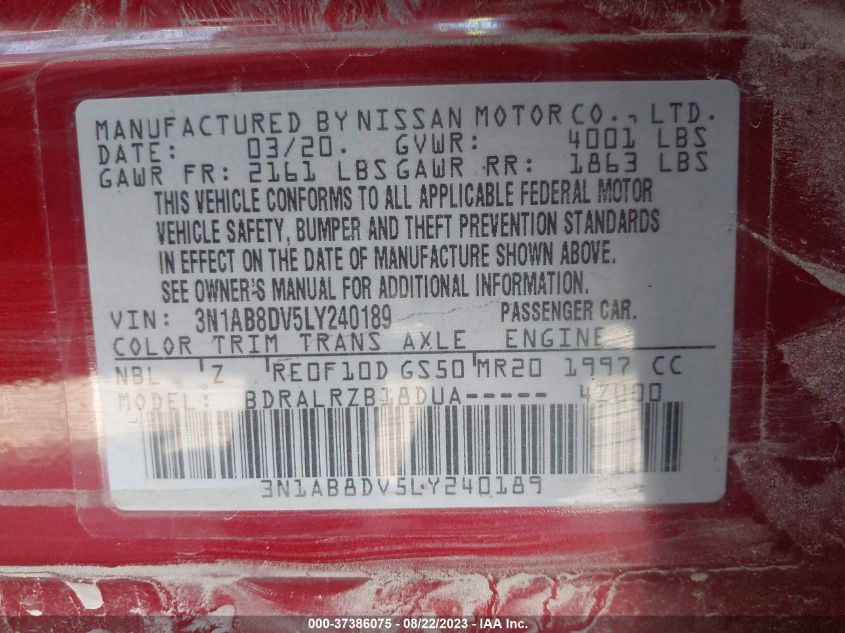 MANUFACTURED BY NISSAN MOTOR CO., LTD.
DATE: 03/20. GVWR: 4001 LBS
GAWR FR: 2161 LBS GAWR RR: 1863 LBS
THIS VEHICLE CONFORMS TO ALL APPLICABLE FEDERAL MOTOR
VEHICLE SAFETY, BUMPER AND THEFT PREVENTION STANDARDS
IN EFFECT ON THE DATE OF MANUFACTURE SHOWN ABOVE.
SEE OWNER'S MANUAL FOR ADDITIONAL INFORMATION.
VIN: 3N1AB8DV5LY240189 PASSENGER CAR.
COLOR TRIM TRANS AXLE ENGINE
NBL Z RE0F10D GS50 MR20 1997 CC
MODEL: BDRALRZB18DUA----- 4Z000
3N1AB8DV5LY240189
000-37386075 - 08/22/2023 - IAA Inc.